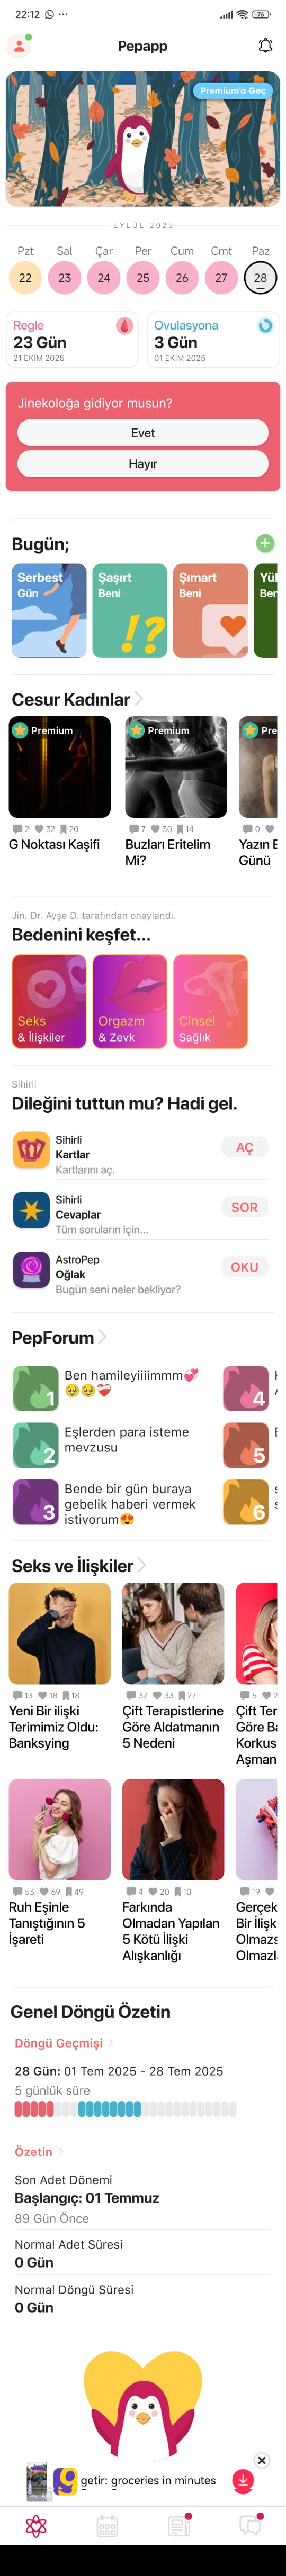 22:12
76
Pepapp
Premium'a Geç
EYLÜL 2025
Pzt Sal Çar Per Cum Cmt Paz
22 23 24 25 26 27 28
Regle
23 Gün
21 EKİM 2025
Ovulasyona
3 Gün
01 EKİM 2025
Jinekoloğa gidiyor musun?
Evet
Hayır
Bugün;
Serbest
Gün
Şaşırt
Beni
!?
Şımart
Beni
Yül
Ber
Cesur Kadınlar
Premium
2 32 20
G Noktası Kaşifi
Premium
7 30 14
Buzları Eritelim
Mi?
Pre
0
Yazın E
Günü
Jin. Dr. Ayşe D. tarafından onaylandı.
Bedenini keşfet...
Seks
& İlişkiler
Orgazm
& Zevk
Cinsel
Sağlık
Sihirli
Dileğini tuttun mu? Hadi gel.
Sihirli
Kartlar
Kartlarını aç.
AÇ
Sihirli
Cevaplar
Tüm soruların için...
SOR
AstroPep
Oğlak
Bugün seni neler bekliyor?
OKU
PepForum
1
Ben hamileyiiiimmm💞
🥹🥹❤️‍🩹
4
2
Eşlerden para isteme
mevzusu
5
3
Bende bir gün buraya
gebelik haberi vermek
istiyorum😍
6
Seks ve İlişkiler
13 18 18
Yeni Bir ilişki
Terimimiz Oldu:
Banksying
37 33 27
Çift Terapistlerine
Göre Aldatmanın
5 Nedeni
5 2
Çift Ter
Göre Ba
Korkus
Aşman
53 69 49
Ruh Eşinle
Tanıştığının 5
İşareti
4 20 10
Farkında
Olmadan Yapılan
5 Kötü İlişki
Alışkanlığı
19
Gerçek
Bir İlişk
Olmazs
Olmazl
Genel Döngü Özetin
Döngü Geçmişi
28 Gün: 01 Tem 2025 - 28 Tem 2025
5 günlük süre
Özetin
Son Adet Dönemi
Başlangıç: 01 Temmuz
89 Gün Önce
Normal Adet Süresi
0 Gün
Normal Döngü Süresi
0 Gün
getir: groceries in minutes